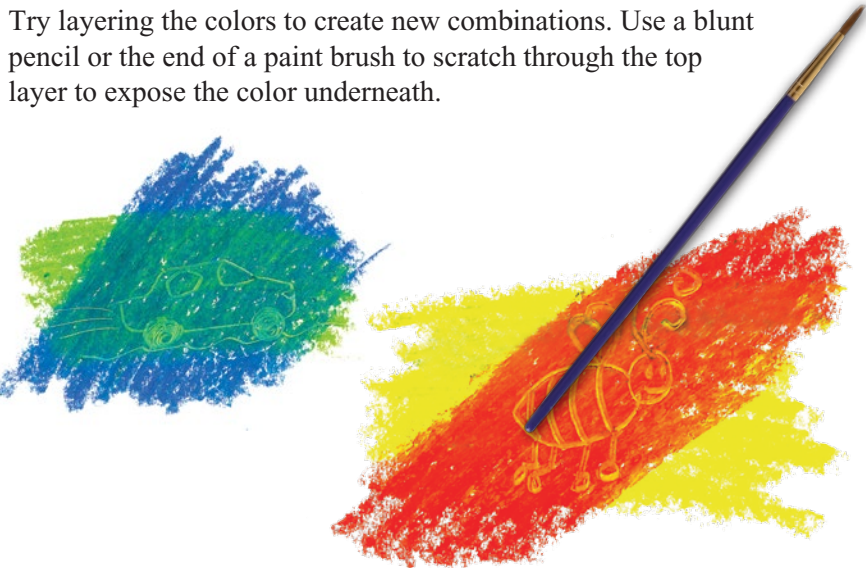 Try layering the colors to create new combinations. Use a blunt
pencil or the end of a paint brush to scratch through the top
layer to expose the color underneath.